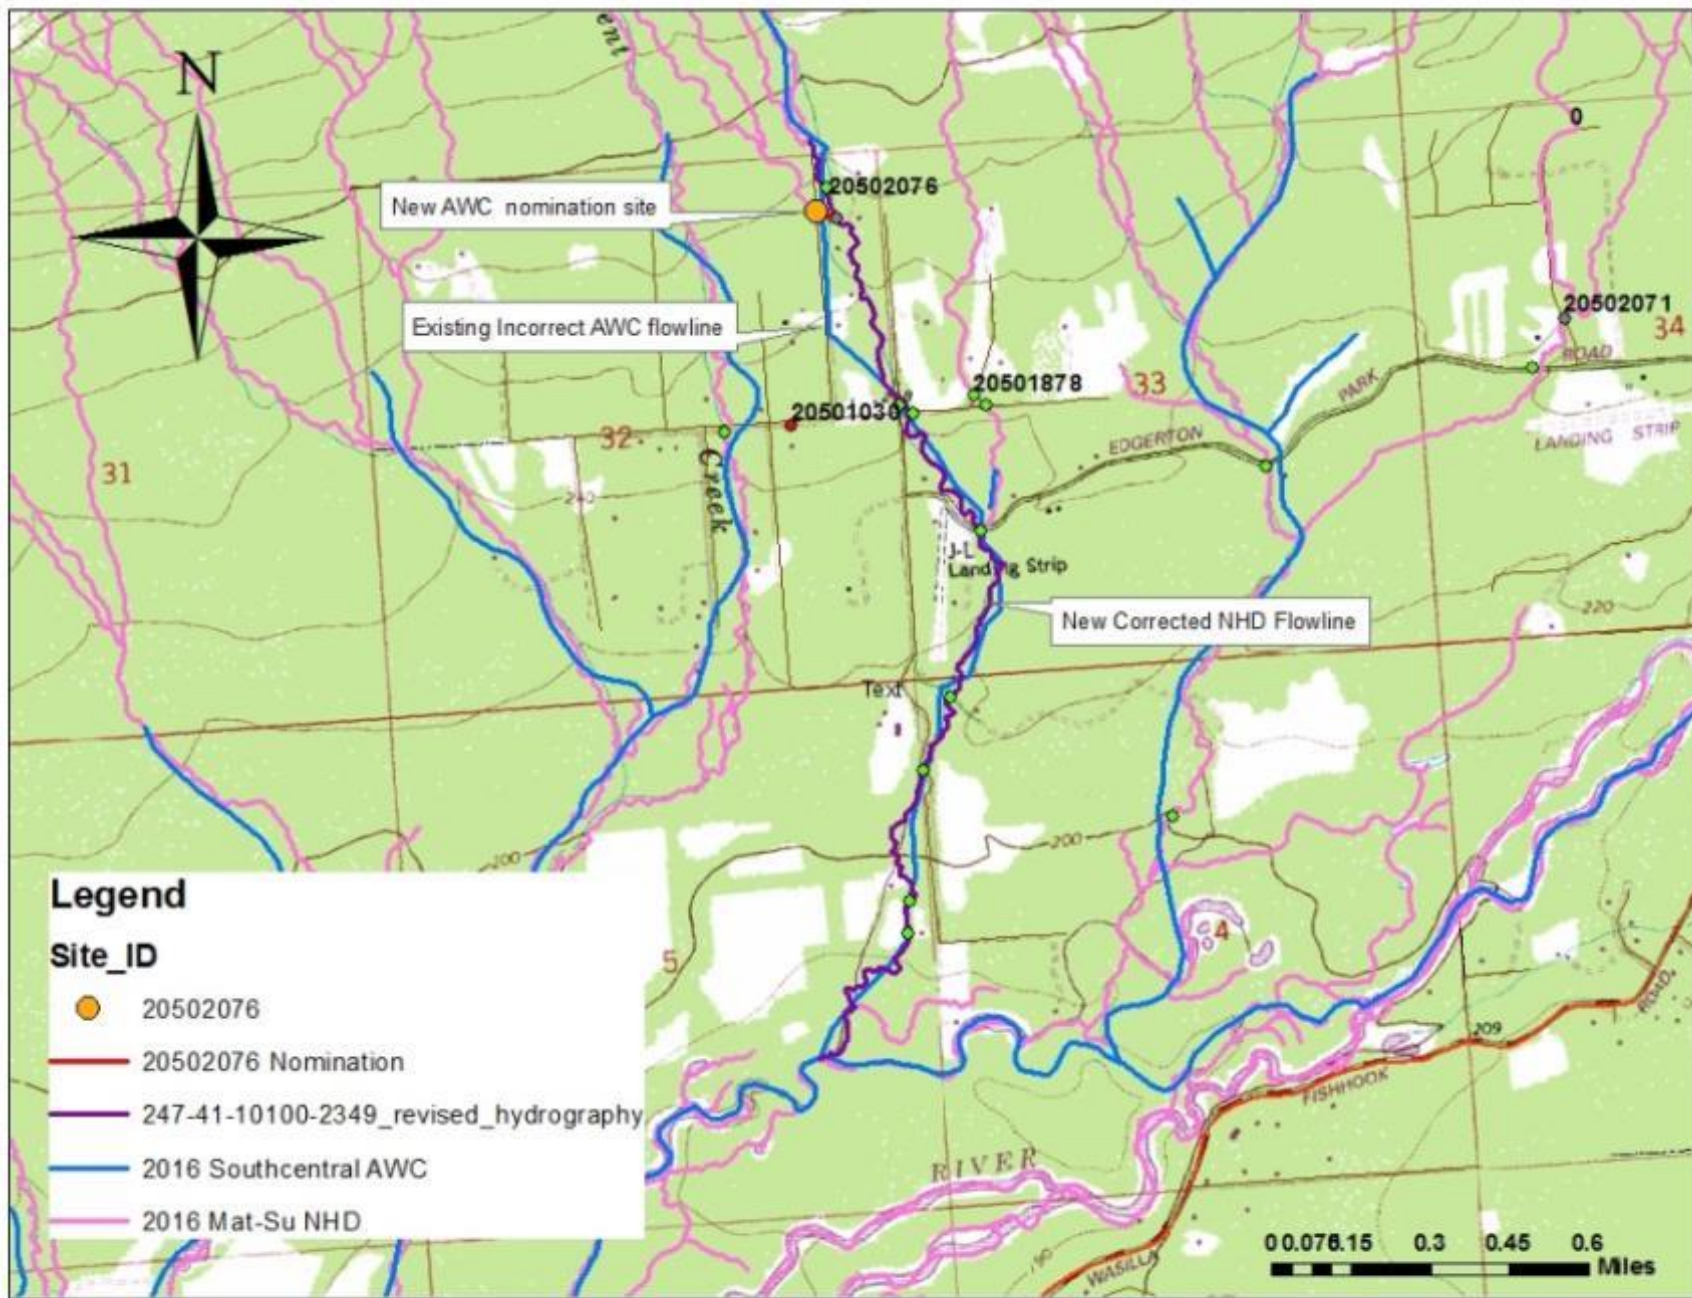 ent
N
0
20502076
New AWC nomination site
20502071
34
Existing Incorrect AWC flowline
ROAD
20501878
33
PARK
20501030
32
EDGERTON
LANDING STRIP
31
Creek
240
J-L
Landing Strip
220
New Corrected NHD Flowline
Text
200
200
Legend
4
Site_ID
5
20502076
209
ROAD
20502076 Nomination
FISHHOOK
247-41-10100-2349_revised_hydrography
2016 Southcentral AWC
RIVER
2016 Mat-Su NHD
WASILLA
0 0.075 0.15 0.3 0.45 0.6
Miles